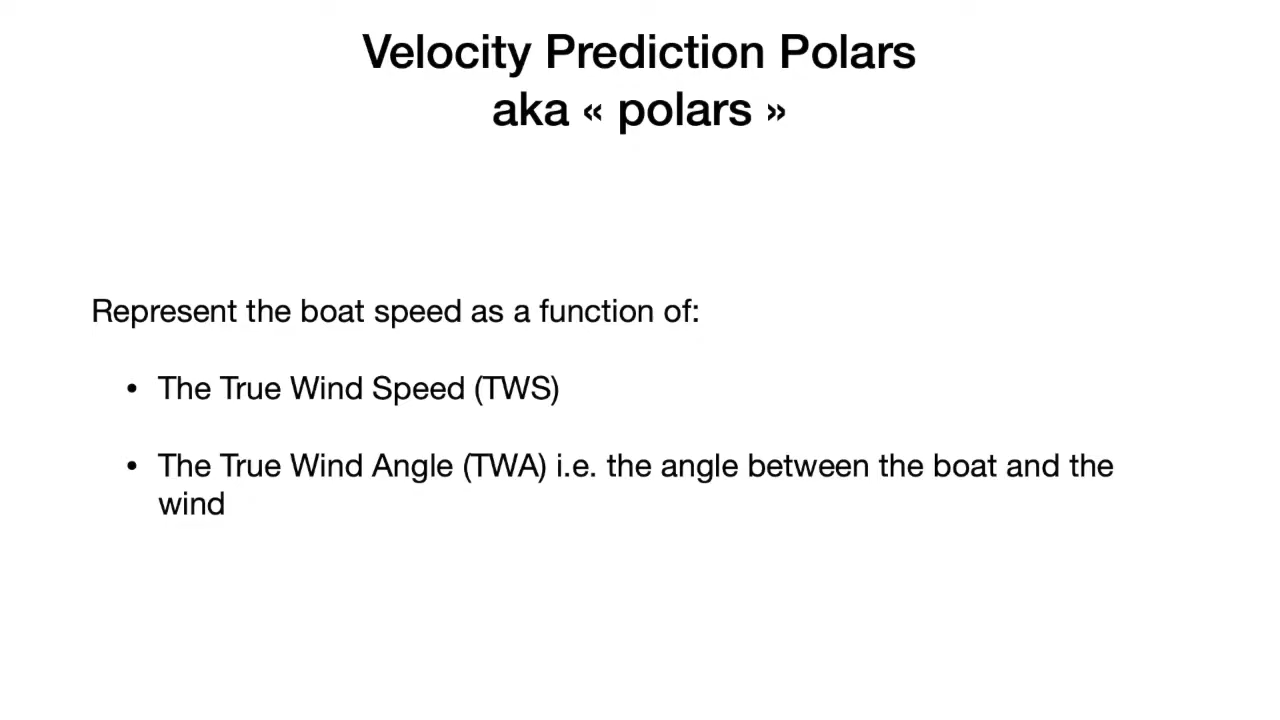 Velocity Prediction Polars
aka « polars »
Represent the boat speed as a function of:
• The True Wind Speed (TWS)
• The True Wind Angle (TWA) i.e. the angle between the boat and the
wind